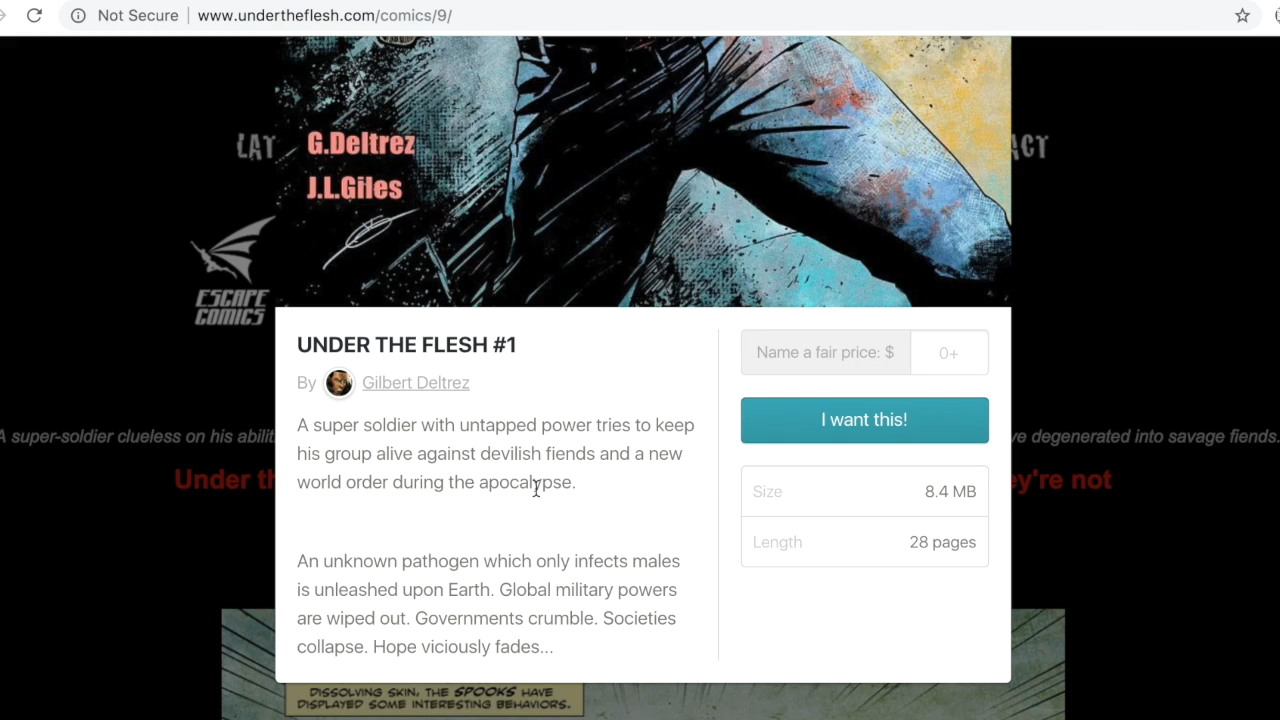 Not Secure
www.undertheflesh.com/comics/9/
LAT
ACT
G.Deltrez
J.L.Giles
ESCAPE
COMICS
UNDER THE FLESH #1
By Gilbert Deltrez
A super soldier with untapped power tries to keep
his group alive against devilish fiends and a new
world order during the apocalypse.
An unknown pathogen which only infects males
is unleashed upon Earth. Global military powers
are wiped out. Governments crumble. Societies
collapse. Hope viciously fades...
Name a fair price: $ 0+
I want this!
Size 8.4 MB
Length 28 pages
A super-soldier clueless on his abilit
ve degenerated into savage fiends.
Under th
ey're not
DISSOLVING SKIN, THE SPOOKS HAVE
DISPLAYED SOME INTERESTING BEHAVIORS.